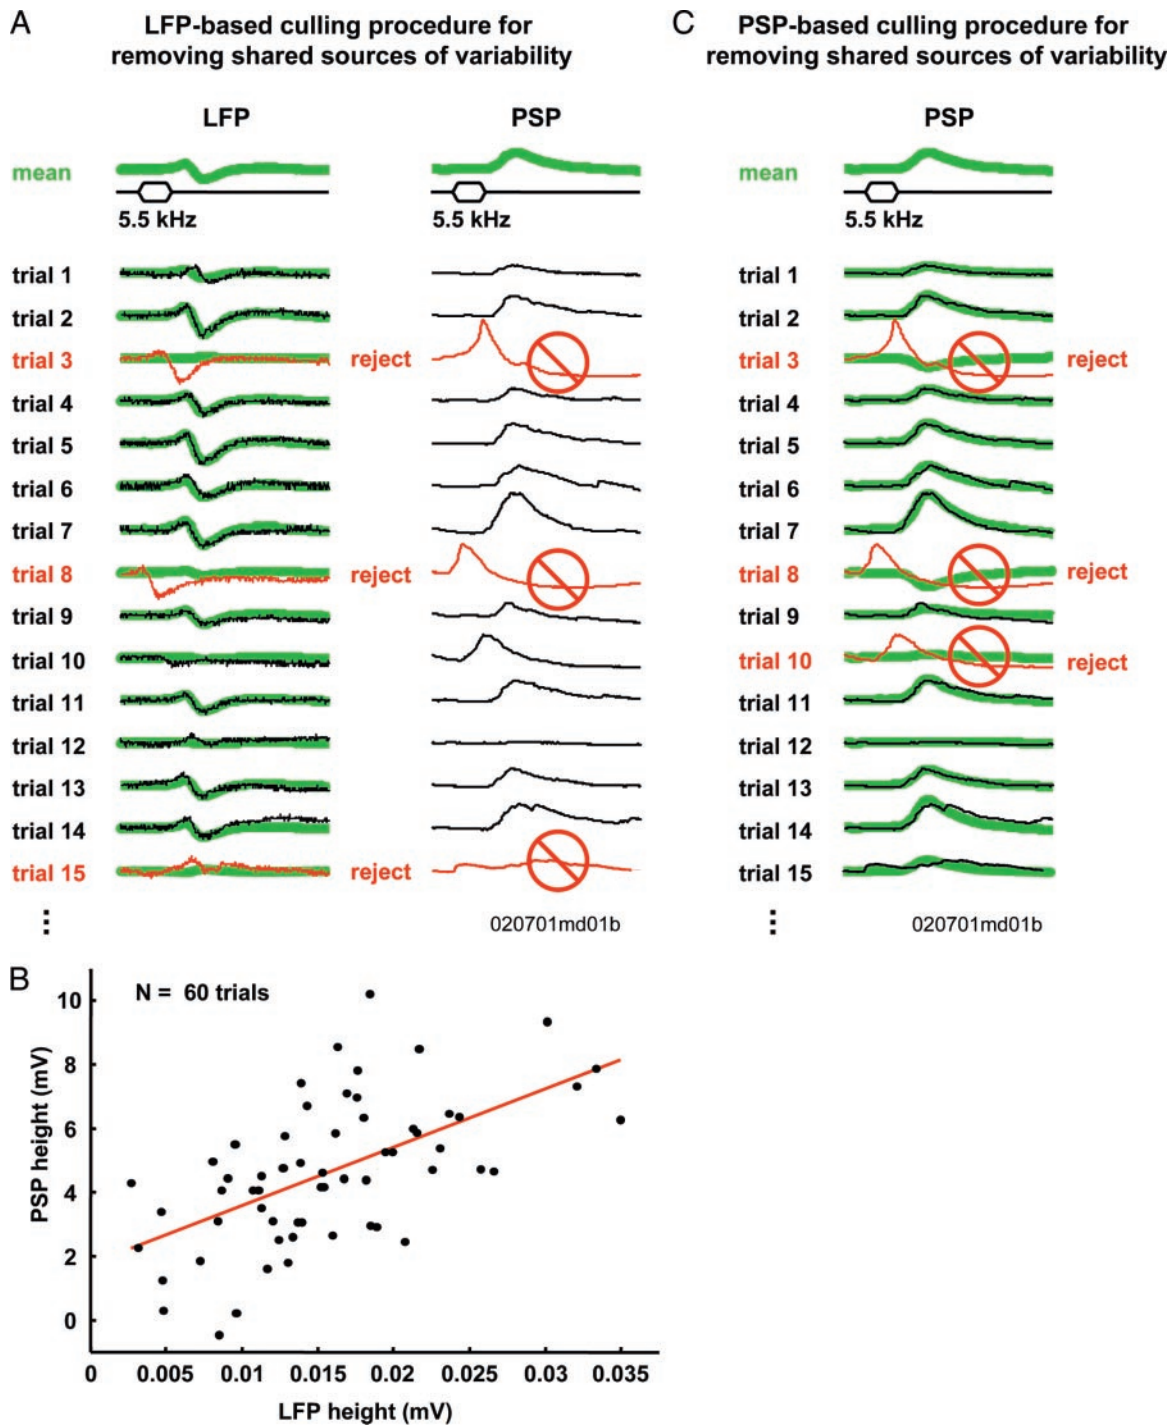 A
LFP-based culling procedure for
removing shared sources of variability
LFP
PSP
mean
5.5 kHz
5.5 kHz
trial 1
trial 2
trial 3
reject
trial 4
trial 5
trial 6
trial 7
trial 8
reject
trial 9
trial 10
trial 11
trial 12
trial 13
trial 14
trial 15
reject
⋮
020701md01b
C
PSP-based culling procedure for
removing shared sources of variability
PSP
mean
5.5 kHz
trial 1
trial 2
trial 3
reject
trial 4
trial 5
trial 6
trial 7
trial 8
reject
trial 9
trial 10
reject
trial 11
trial 12
trial 13
trial 14
trial 15
⋮
020701md01b
B
N = 60 trials
PSP height (mV)
10
8
6
4
2
0
0 0.005 0.01 0.015 0.02 0.025 0.03 0.035
LFP height (mV)